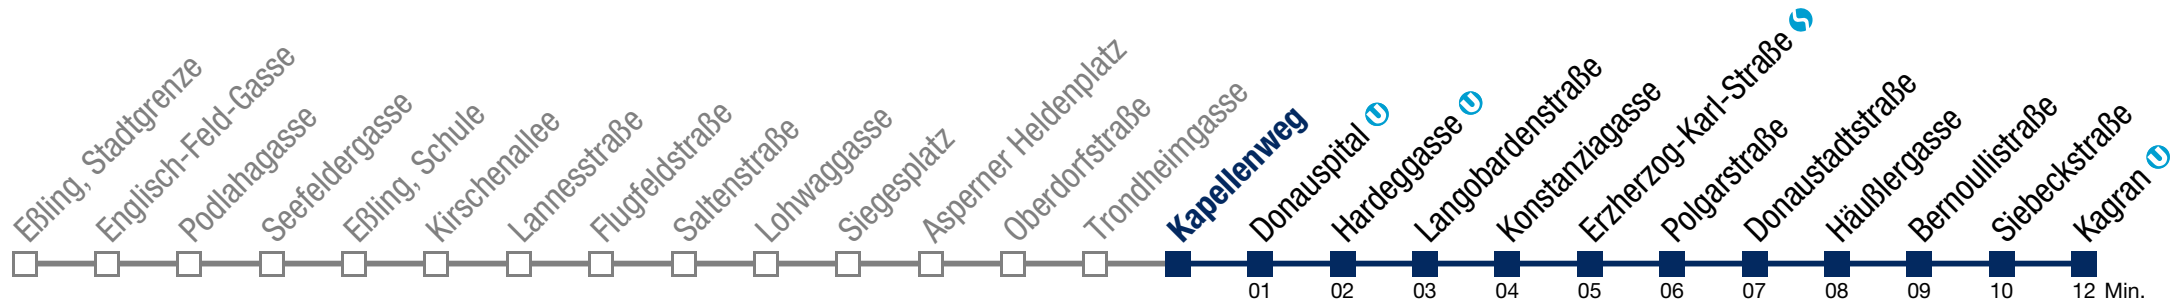 Eßling, Stadtgrenze
Englisch-Feld-Gasse
Podlahagasse
Seefeldergasse
Eßling, Schule
Kirschenallee
Lannesstraße
Flugfeldstraße
Saltenstraße
Lohwaggasse
Siegesplatz
Asperner Heldenplatz
Oberdorfstraße
Trondheimgasse
Kapellenweg
Donauspital U
Hardeggasse U
Langobardenstraße
Konstanziagasse
Erzherzog-Karl-Straße S
Polgarstraße
Donaustadtstraße
Häußlergasse
Bernoullistraße
Siebeckstraße
Kagran U
01 02 03 04 05 06 07 08 09 10 12 Min.